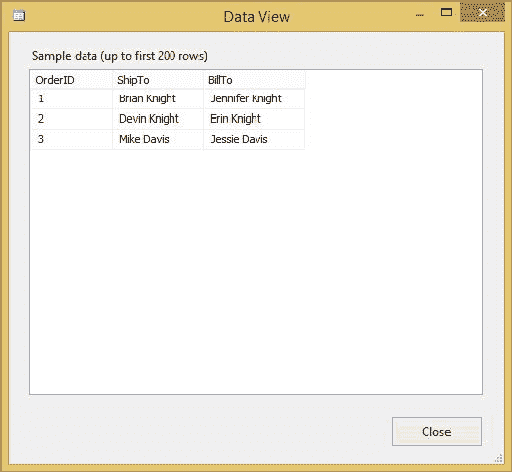 Data View
Sample data (up to first 200 rows)
OrderID ShipTo BillTo
1 Brian Knight Jennifer Knight
2 Devin Knight Erin Knight
3 Mike Davis Jessie Davis
Close